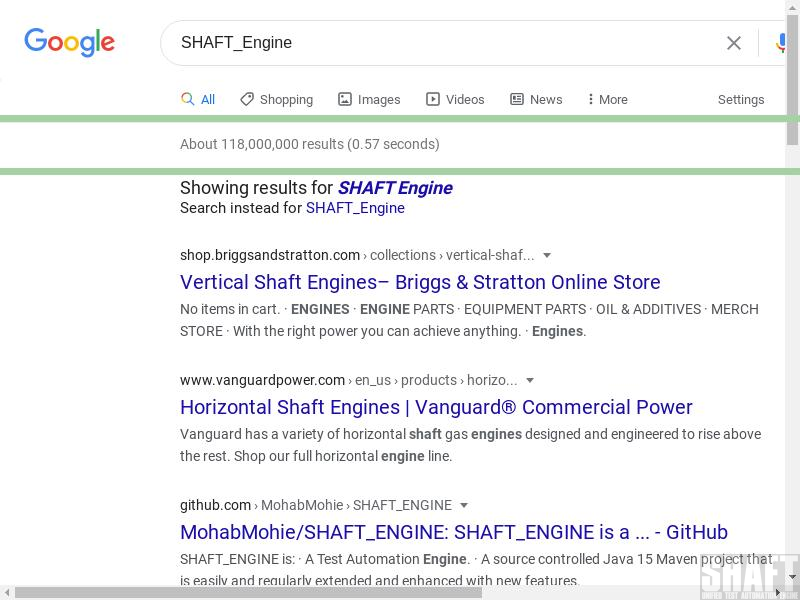 Google
SHAFT_Engine
All
Shopping
Images
Videos
News
More
Settings
About 118,000,000 results (0.57 seconds)
Showing results for SHAFT Engine
Search instead for SHAFT_Engine
shop.briggsandstratton.com › collections › vertical-shaf...
Vertical Shaft Engines– Briggs & Stratton Online Store
No items in cart. · ENGINES · ENGINE PARTS · EQUIPMENT PARTS · OIL & ADDITIVES · MERCH
STORE · With the right power you can achieve anything. · Engines.
www.vanguardpower.com › en_us › products › horizo...
Horizontal Shaft Engines | Vanguard® Commercial Power
Vanguard has a variety of horizontal shaft gas engines designed and engineered to rise above
the rest. Shop our full horizontal engine line.
github.com › MohabMohie › SHAFT_ENGINE
MohabMohie/SHAFT_ENGINE: SHAFT_ENGINE is a ... - GitHub
SHAFT_ENGINE is: · A Test Automation Engine. · A source controlled Java 15 Maven project that
is easily and regularly extended and enhanced with new features.
SHAFT